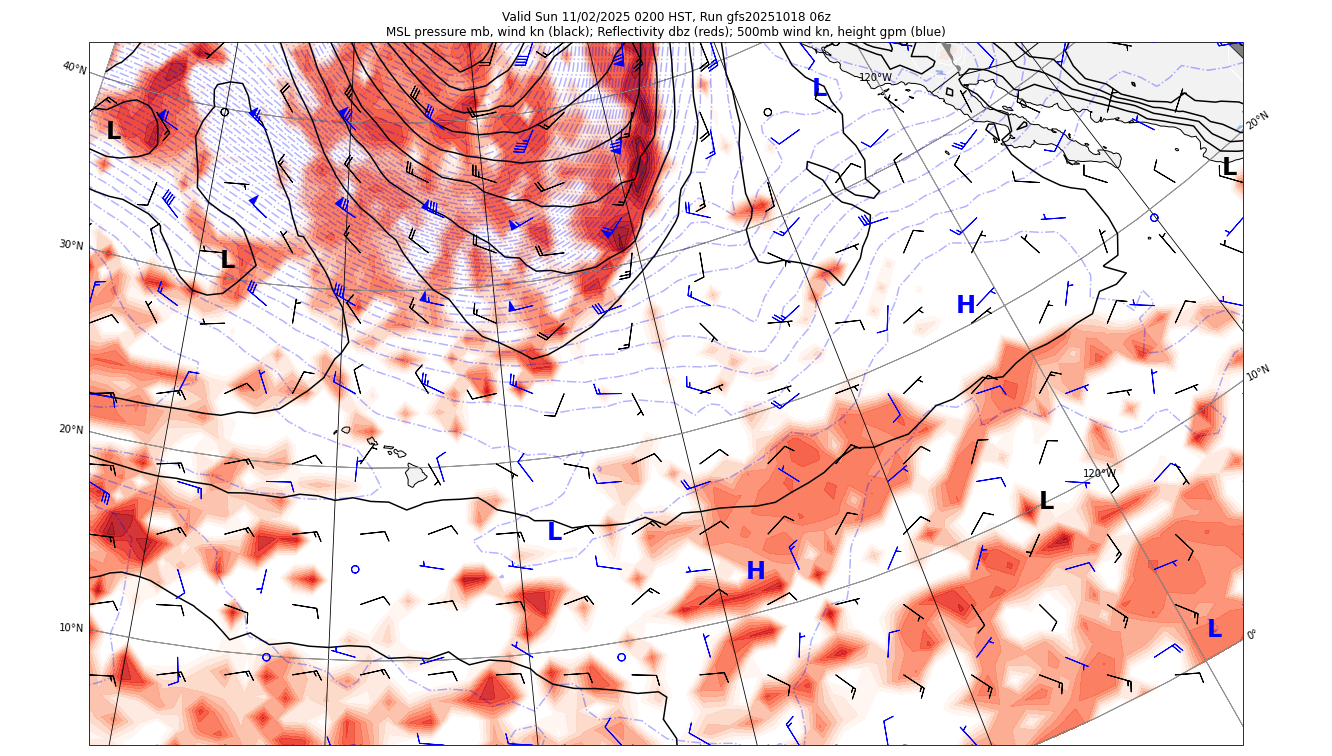 Valid Sun 11/02/2025 0200 HST, Run gfs20251018 06z
MSL pressure mb, wind kn (black); Reflectivity dbz (reds); 500mb wind kn, height gpm (blue)
40°N
120°W
L
20°N
L
L
30°N
L
H
10°N
20°N
120°W
L
L
H
10°N
L
0°